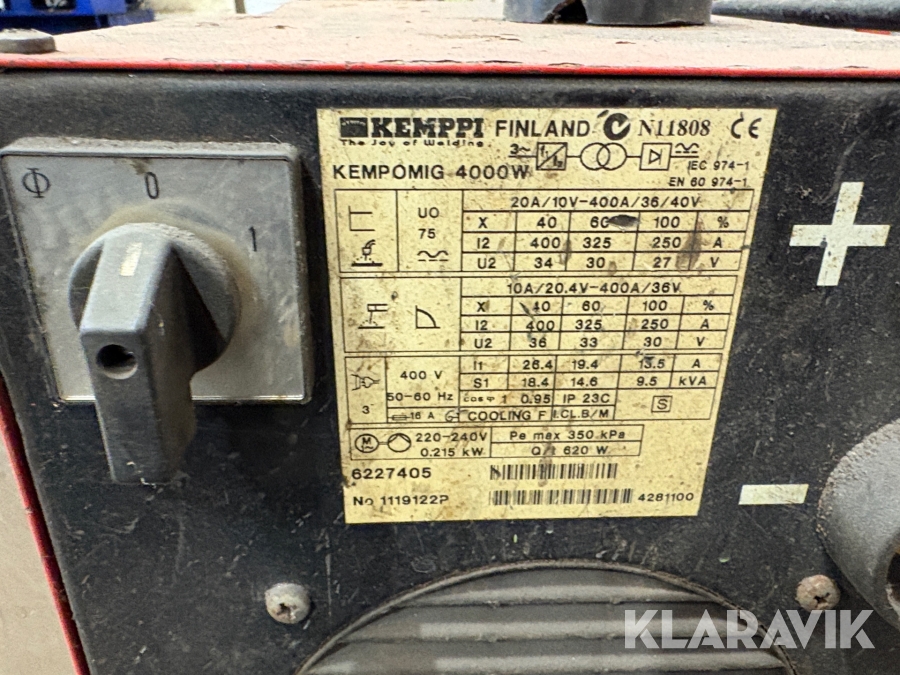 02
KEMPPI FINLAND N11808 CE
The Joy of Welding
KEMPOMIG 4000W
3~
IEC 974-1
EN 60 974-1
20A/10V-400A/36/40V
U0
75
X 40 60 100 %
I2 400 325 250 A
U2 34 30 27 V
10A/20.4V-400A/36V
X 40 60 100 %
I2 400 325 250 A
U2 36 33 30 V
3
400 V
50-60 Hz
16 A
I1 26.4 19.4 13.5 A
S1 18.4 14.6 9.5 kVA
cos φ 0.95 IP 23C
COOLING F I.CL.B/M
S
M
220-240V
0.215 kW
Pe max 350 kPa
Q/1 620 W
6227405
No 1119122P
4281100
0
1
+
−
KLARAVIK